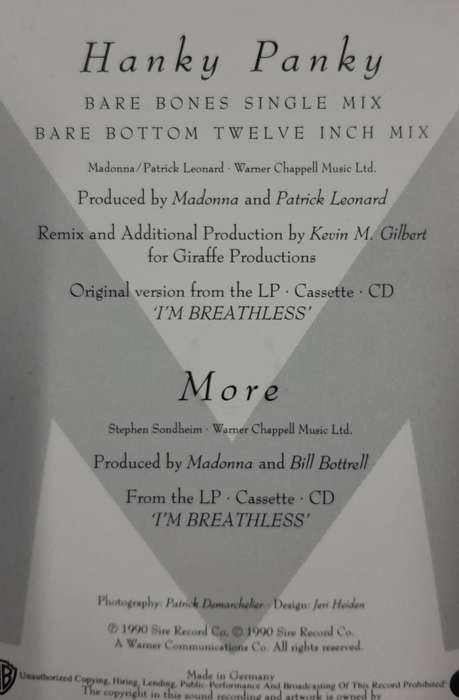 Hanky Panky
BARE BONES SINGLE MIX
BARE BOTTOM TWELVE INCH MIX
Madonna/Patrick Leonard · Warner Chappell Music Ltd.
Produced by Madonna and Patrick Leonard
Remix and Additional Production by Kevin M. Gilbert
for Giraffe Productions
Original version from the LP · Cassette · CD
'I'M BREATHLESS'
More
Stephen Sondheim · Warner Chappell Music Ltd.
Produced by Madonna and Bill Bottrell
From the LP · Cassette · CD
'I'M BREATHLESS'
Photography: Patrick Demarchelier · Design: Jeri Heiden
℗ 1990 Sire Record Co. © 1990 Sire Record Co.
A Warner Communications Co. All rights reserved.
Made in Germany
Unauthorized Copying, Hiring, Lending, Public Performance And Broadcasting Of This Record Prohibited"
The copyright in this sound recording and artwork is owned by